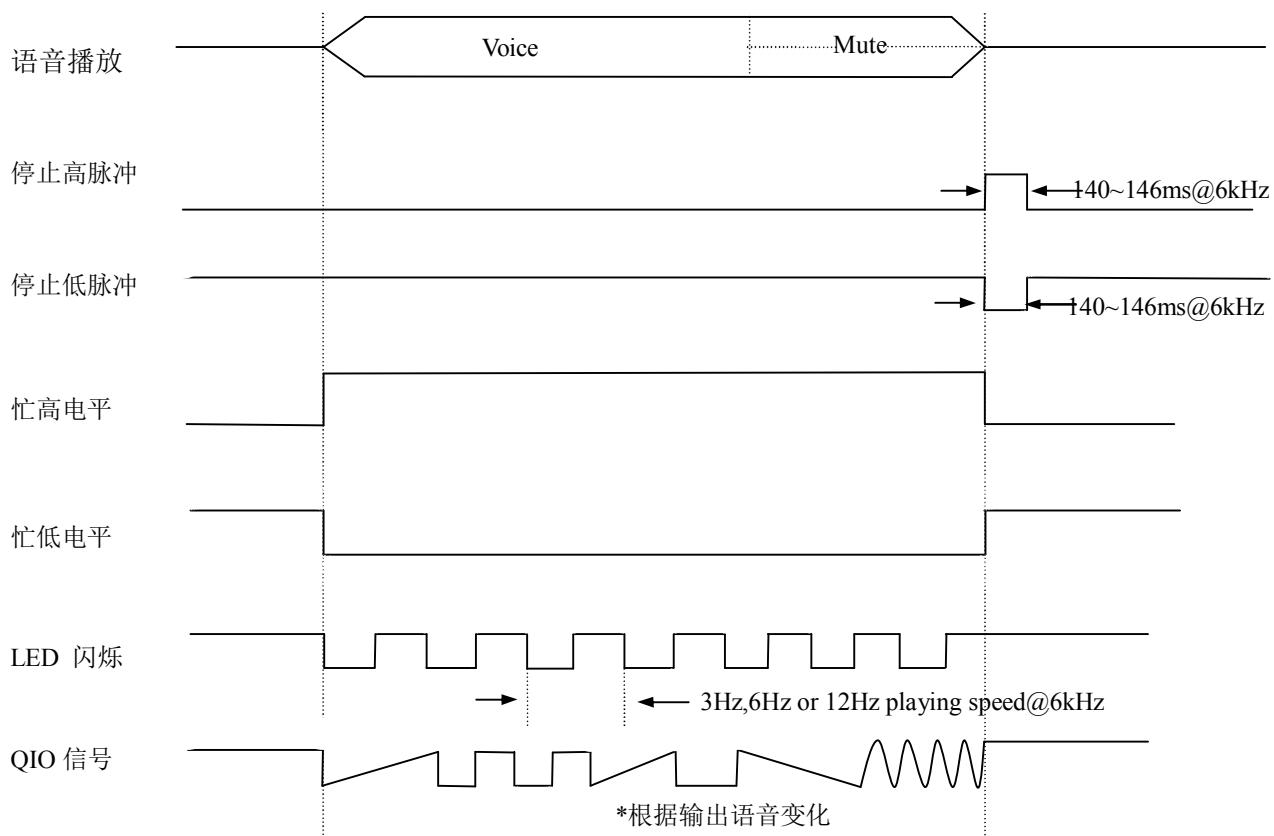 语音播放
Voice
Mute
停止高脉冲
140~146ms@6kHz
停止低脉冲
140~146ms@6kHz
忙高电平
忙低电平
LED 闪烁
3Hz,6Hz or 12Hz playing speed@6kHz
QIO 信号
*根据输出语音变化